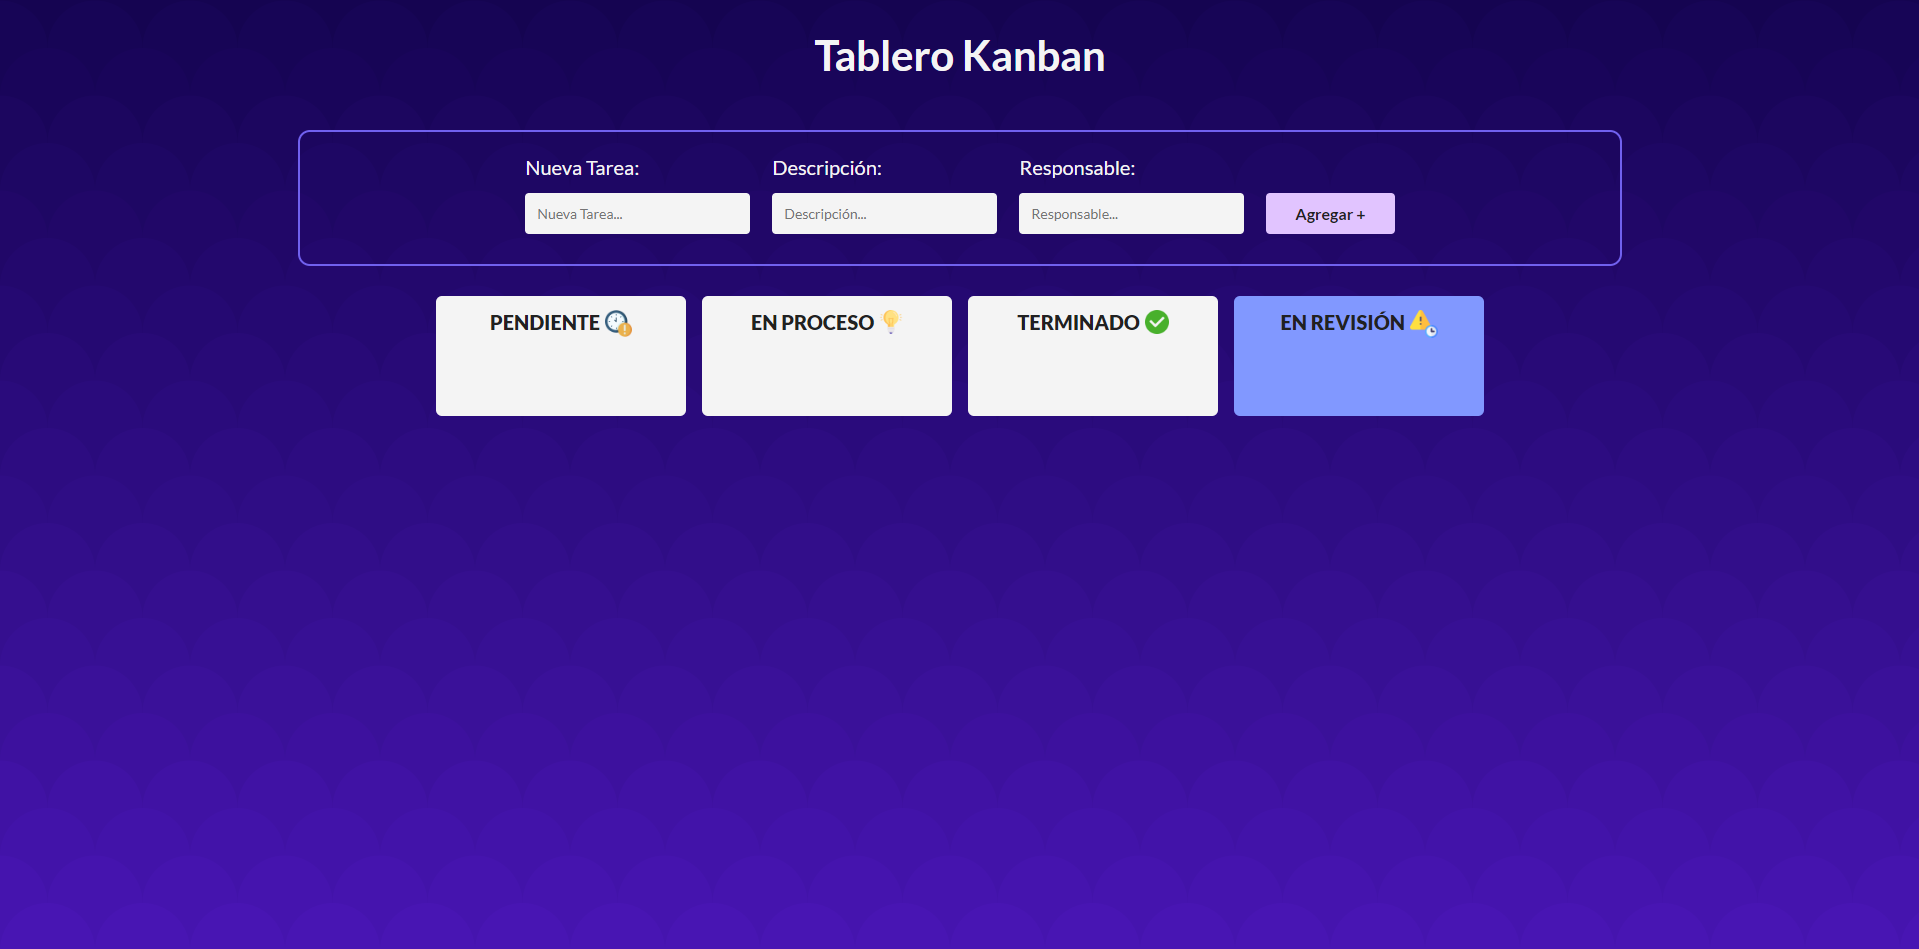 Tablero Kanban
Nueva Tarea: Descripción: Responsable:
Nueva Tarea... Descripción... Responsable... Agregar +
PENDIENTE EN PROCESO TERMINADO EN REVISIÓN